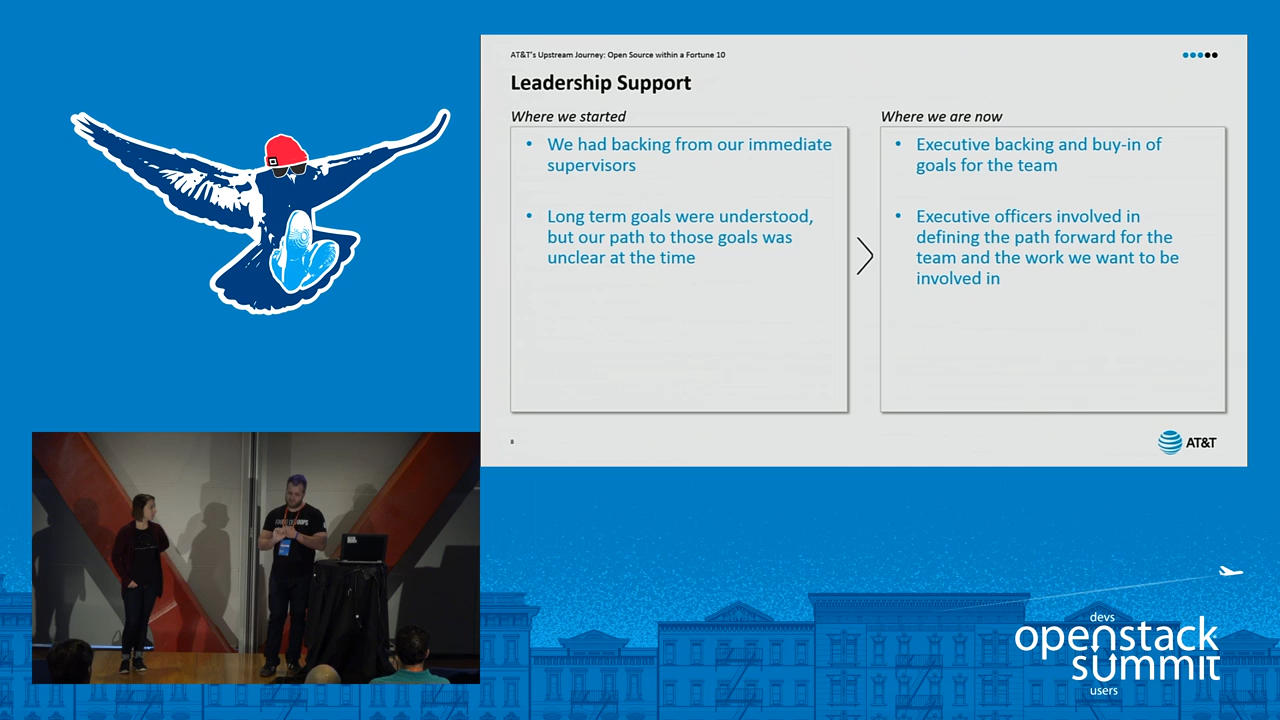 AT&T's Upstream Journey: Open Source within a Fortune 10
Leadership Support
Where we started
• We had backing from our immediate
supervisors
• Long term goals were understood,
but our path to those goals was
unclear at the time
Where we are now
• Executive backing and buy-in of
goals for the team
• Executive officers involved in
defining the path forward for the
team and the work we want to be
involved in
8
AT&T
devs
openstack
summit
users